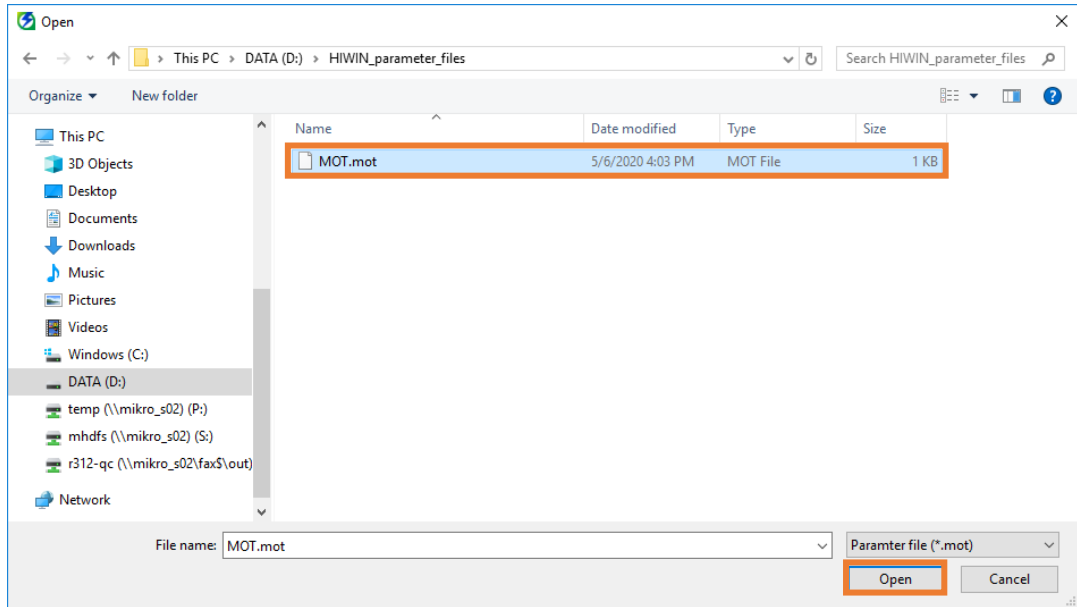 Open
This PC > DATA (D:) > HIWIN_parameter_files
Search HIWIN_parameter_files
Organize
New folder
Name
Date modified
Type
Size
MOT.mot
5/6/2020 4:03 PM
MOT File
1 KB
This PC
3D Objects
Desktop
Documents
Downloads
Music
Pictures
Videos
Windows (C:)
DATA (D:)
temp (\\mikro_s02) (P:)
mhdfs (\\mikro_s02) (S:)
r312-qc (\\mikro_s02\fax$\out)
Network
File name: MOT.mot
Paramter file (*.mot)
Open
Cancel